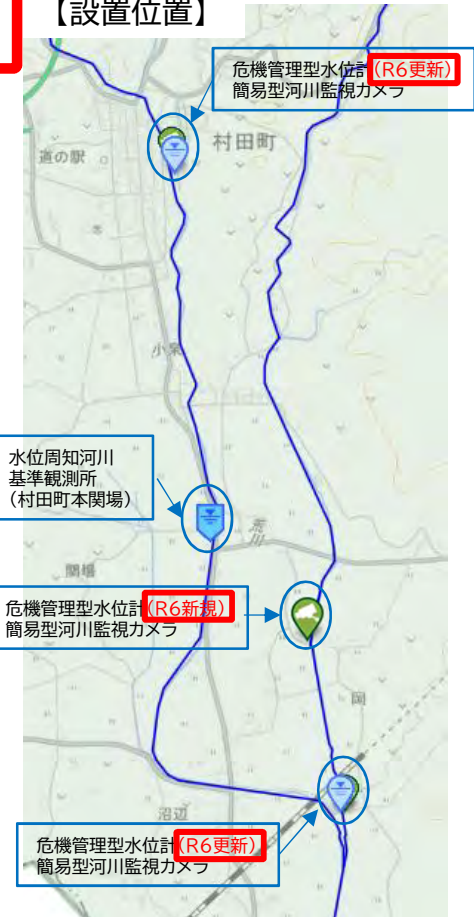 【設置位置】
危機管理型水位計(R6更新)
簡易型河川監視カメラ
村田町
道の駅
小泉
水位周知河川
基準観測所
(村田町本関場)
荒川
関場
危機管理型水位計(R6新規)
簡易型河川監視カメラ
岡
沼辺
危機管理型水位計(R6更新)
簡易型河川監視カメラ